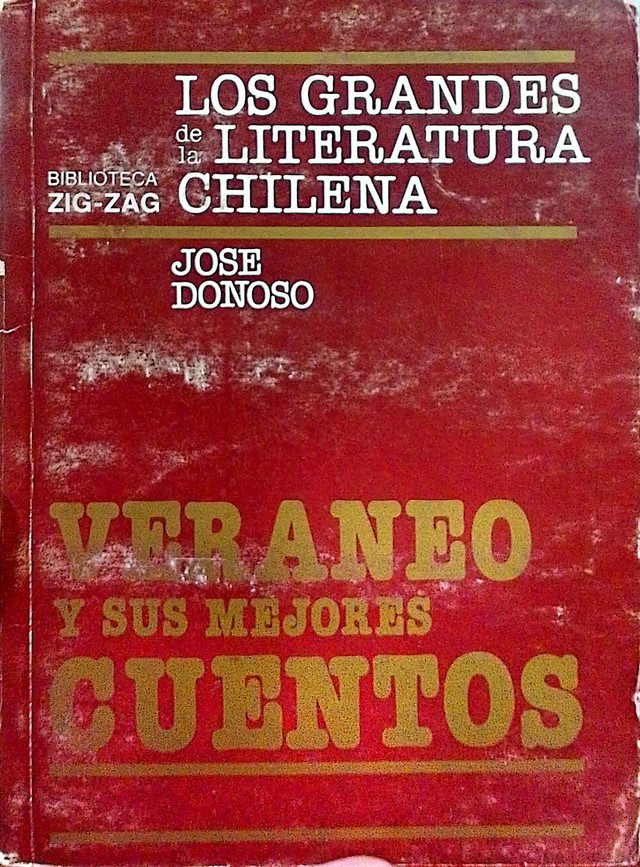 LOS GRANDES
de la LITERATURA
BIBLIOTECA
ZIG-ZAG
CHILENA
JOSE
DONOSO
VERANEO
Y SUS MEJORES
CUENTOS